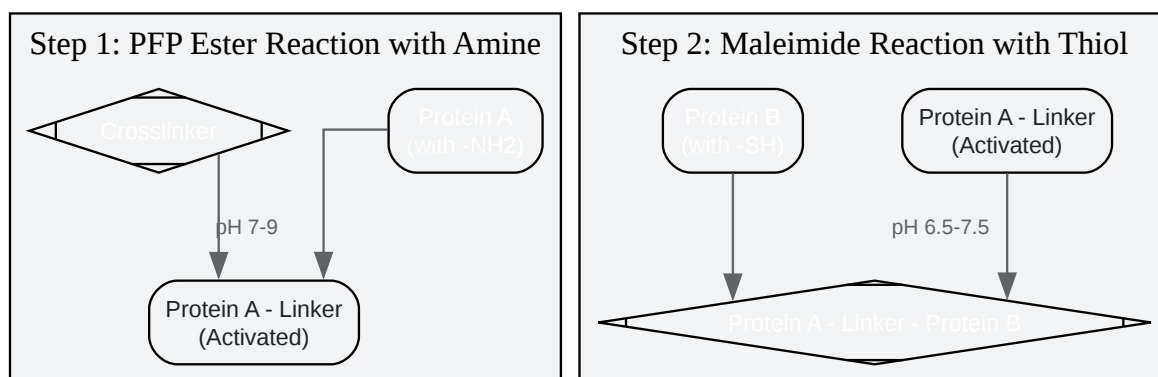 Step 1: PFP Ester Reaction with Amine
Crosslinker
Protein A
(with -NH2)
pH 7-9
Protein A - Linker
(Activated)
Step 2: Maleimide Reaction with Thiol
Protein B
(with -SH)
Protein A - Linker
(Activated)
pH 6.5-7.5
Protein A - Linker - Protein B